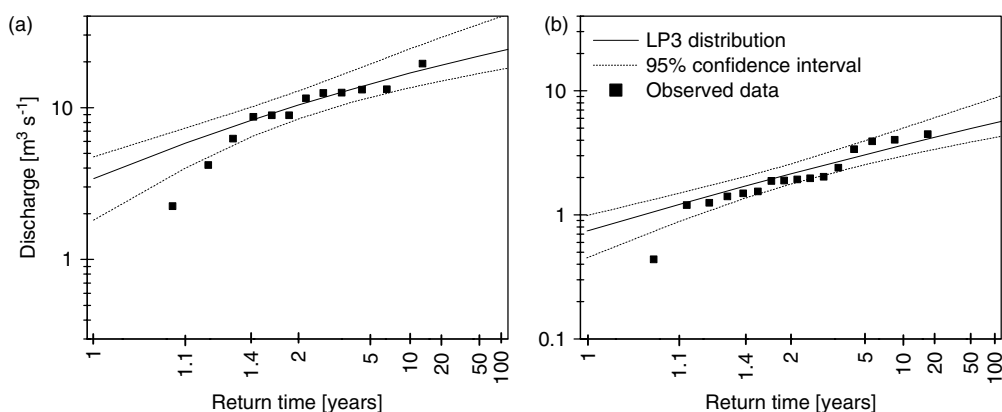 (a)
10
1
Discharge [m³ s⁻¹]
1
1.1
1.4
2
5
10
20
50
100
Return time [years]
(b)
LP3 distribution
95% confidence interval
Observed data
10
1
0.1
1
1.1
1.4
2
5
10
20
50
100
Return time [years]